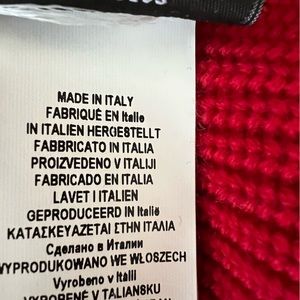 MADE IN ITALY
FABRIQUÉ EN Italie
IN ITALIEN HERGESTELLT
FABBRICATO IN ITALIA
PROIZVEDENO V ITALIJI
FABRICADO EN ITALIA
LAVET I ITALIEN
GEPRODUCEERD IN Italië
ΚΑΤΑΣΚΕΥΑΖΕΤΑΙ ΣΤΗΝ ΙΤΑΛΙΑ
Сделано в Италии
WYPRODUKOWANO WE WŁOSZECH
Vyrobeno v Itálii
VYROBENÉ V TALIANSKU